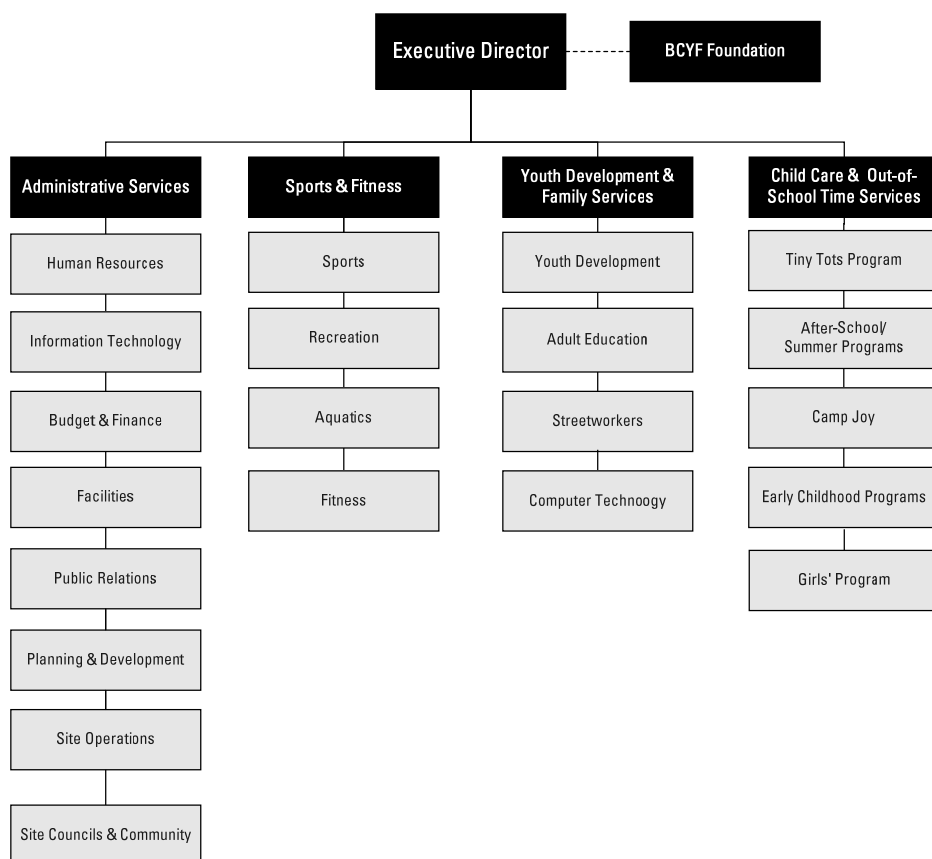 Executive Director
BCYF Foundation
Administrative Services
Human Resources
Information Technology
Budget & Finance
Facilities
Public Relations
Planning & Development
Site Operations
Site Councils & Community
Sports & Fitness
Sports
Recreation
Aquatics
Fitness
Youth Development &
Family Services
Youth Development
Adult Education
Streetworkers
Computer Technoogy
Child Care & Out-of-
School Time Services
Tiny Tots Program
After-School/
Summer Programs
Camp Joy
Early Childhood Programs
Girls' Program